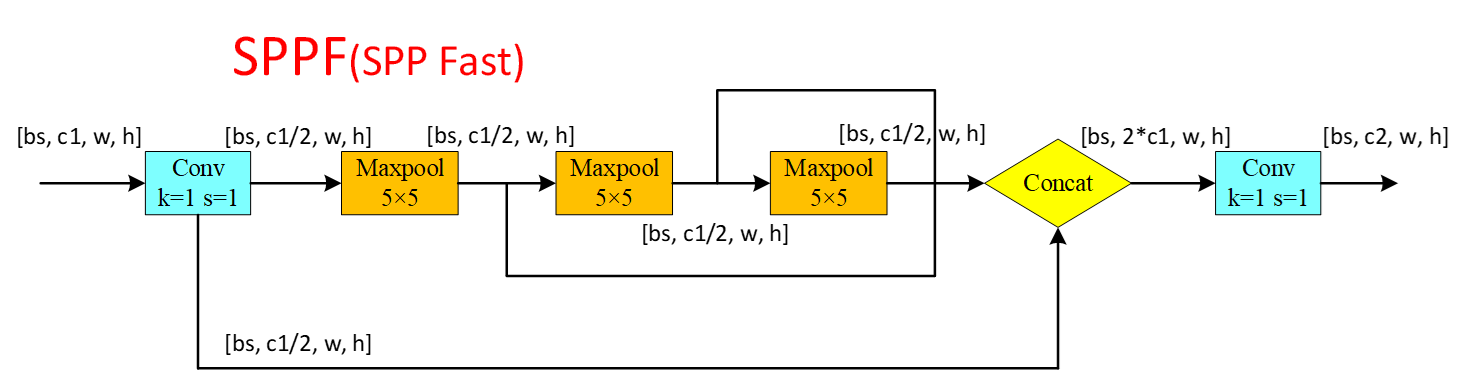 SPPF(SPP Fast)
[bs, c1, w, h]
[bs, c1/2, w, h]
[bs, c1/2, w, h]
[bs, c1/2, w, h]
[bs, 2*c1, w, h]
[bs, c2, w, h]
Conv
k=1 s=1
Maxpool
5×5
Maxpool
5×5
Maxpool
5×5
Concat
Conv
k=1 s=1
[bs, c1/2, w, h]
[bs, c1/2, w, h]